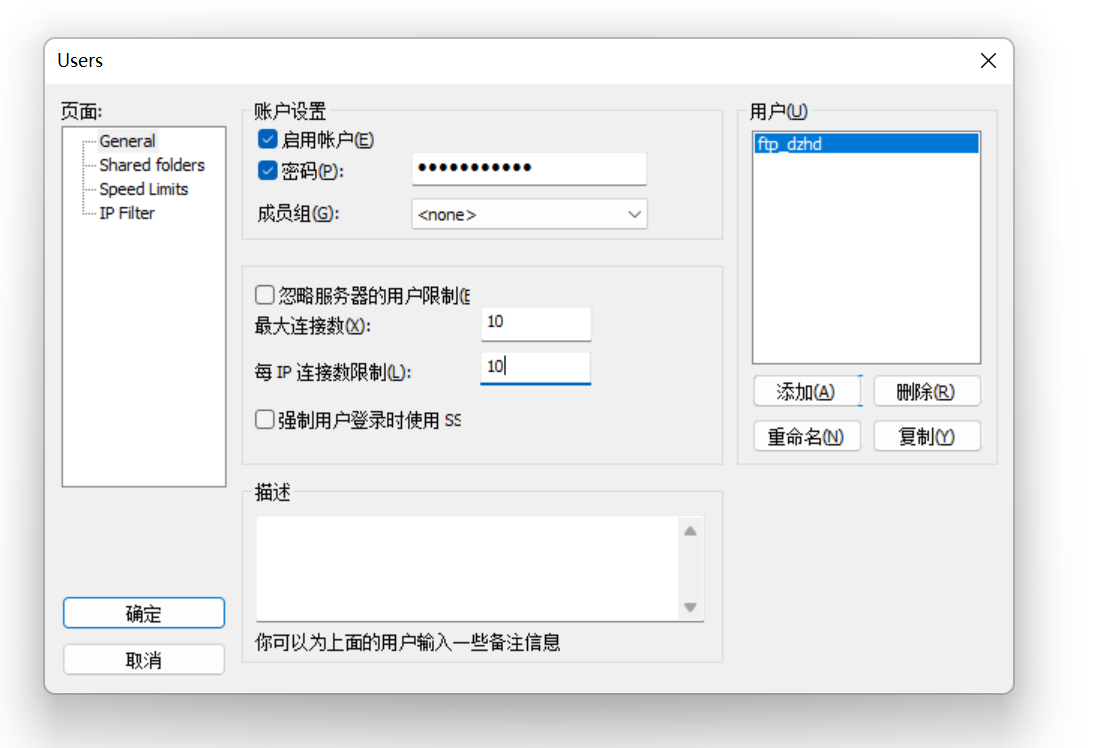 Users
页面:
General
Shared folders
Speed Limits
IP Filter
确定
取消
账户设置
启用帐户(E)
密码(P):
成员组(G):
<none>
忽略服务器的用户限制(E
最大连接数(X):
10
每 IP 连接数限制(L):
10
强制用户登录时使用 SS
描述
你可以为上面的用户输入一些备注信息
用户(U)
ftp_dzhd
添加(A)
删除(R)
重命名(N)
复制(Y)